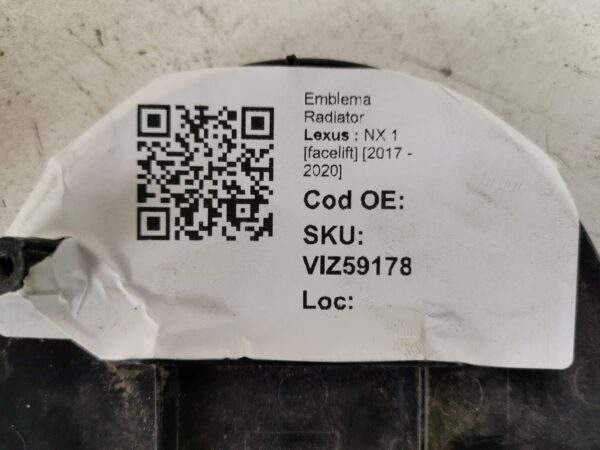 Emblema
Radiator
Lexus : NX 1
[facelift] [2017 -
2020]
Cod OE:
SKU:
VIZ59178
Loc: